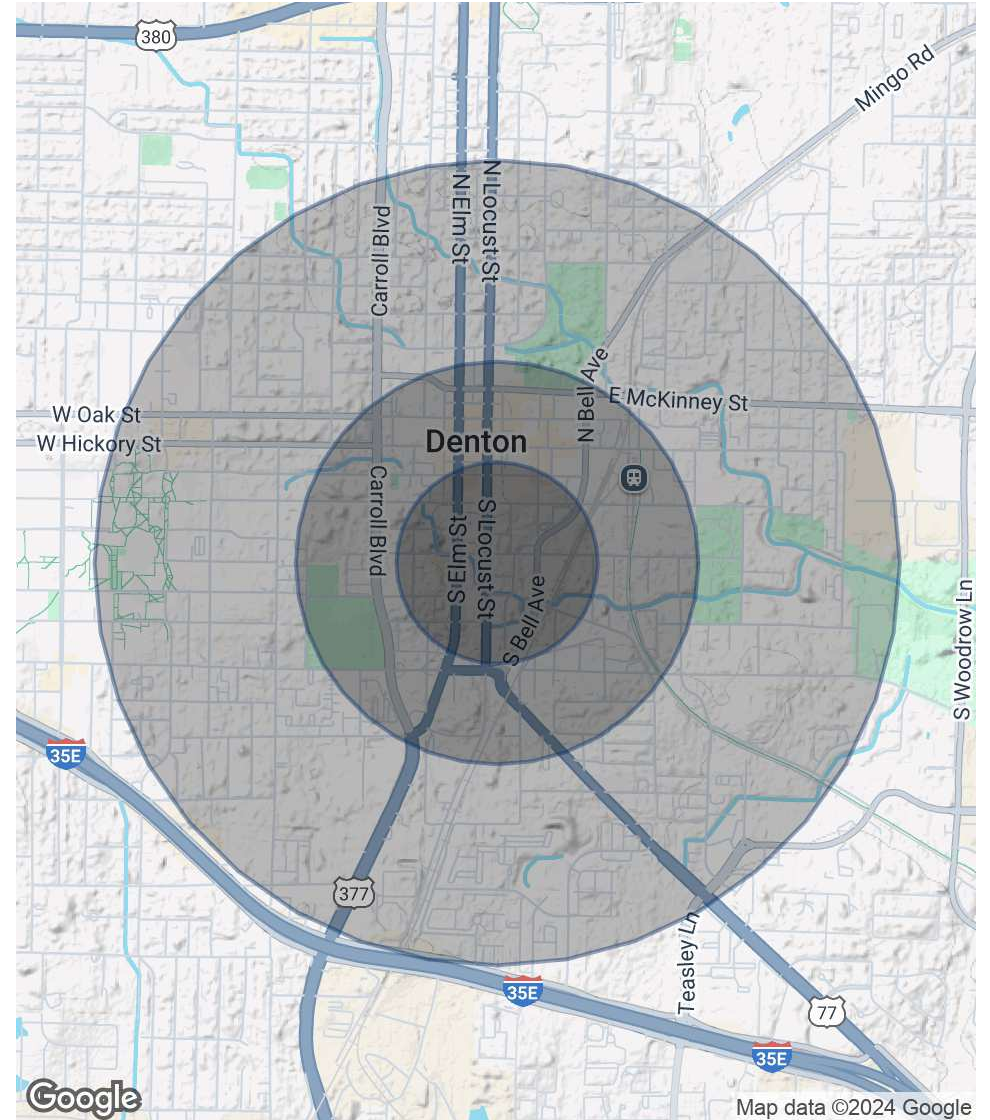 380
Mingo Rd
N Elm St
N Locust St
Carroll Blvd
N Bell Ave
E McKinney St
W Oak St
W Hickory St
Denton
Carroll Blvd
S Elm St
S Locust St
S Bell Ave
S Woodrow Ln
35E
377
Teasley Ln
35E
77
35E
Google
Map data ©2024 Google